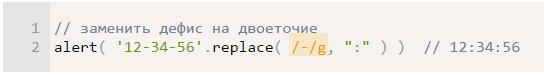 1 // заменить дефис на двоеточие
2 alert( '12-34-56'.replace( /-/g, ":" ) ) // 12:34:56